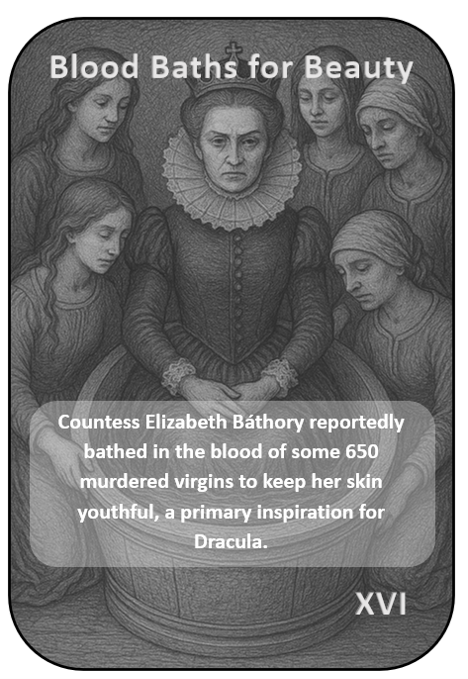 Blood Baths for Beauty
Countess Elizabeth Báthory reportedly
bathed in the blood of some 650
murdered virgins to keep her skin
youthful, a primary inspiration for
Dracula.
XVI